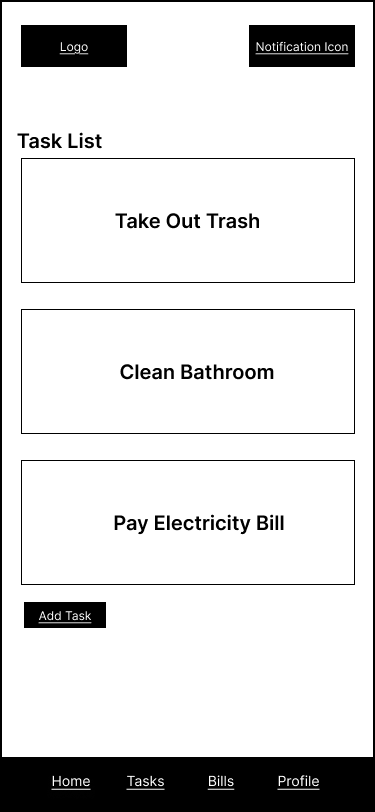 Logo
Notification Icon
Task List
Take Out Trash
Clean Bathroom
Pay Electricity Bill
Add Task
Home Tasks Bills Profile